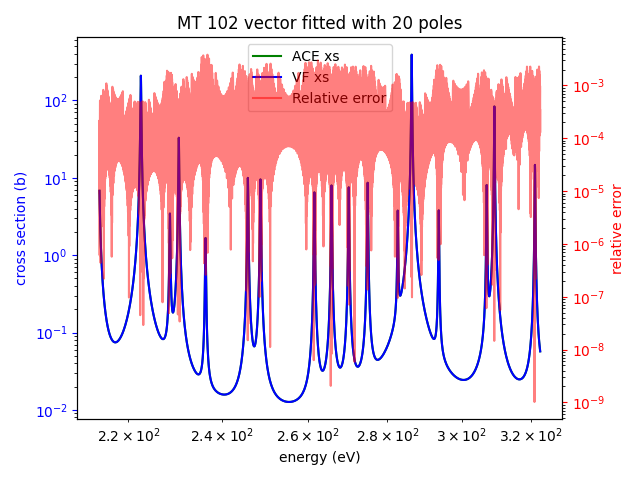 MT 102 vector fitted with 20 poles
ACE xs
VF xs
Relative error
cross section (b)
10²
10¹
10⁰
10⁻¹
10⁻²
relative error
10⁻³
10⁻⁴
10⁻⁵
10⁻⁶
10⁻⁷
10⁻⁸
10⁻⁹
2.2 × 10² 2.4 × 10² 2.6 × 10² 2.8 × 10² 3 × 10² 3.2 × 10²
energy (eV)